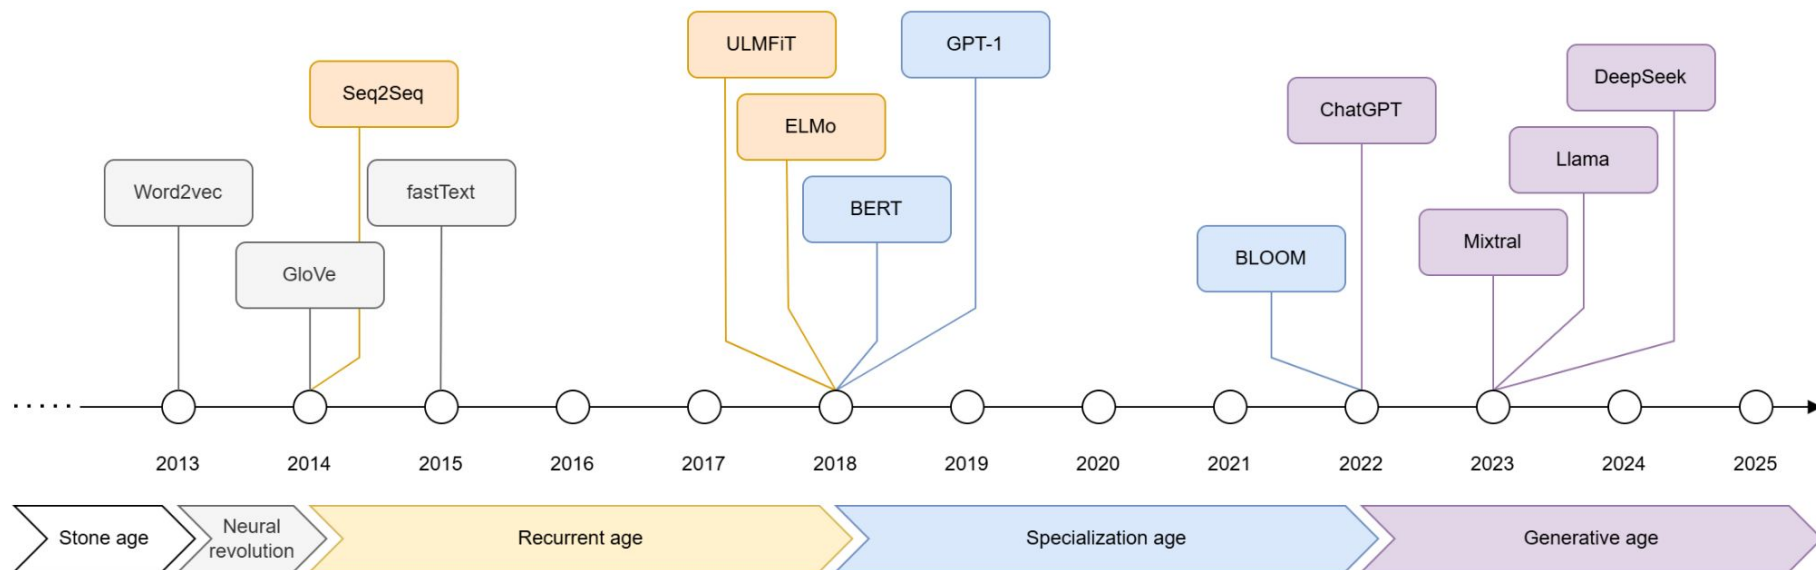 ULMFiT
GPT-1
DeepSeek
Seq2Seq
ChatGPT
ELMo
Llama
Word2vec
fastText
BERT
Mixtral
GloVe
BLOOM
2013
2014
2015
2016
2017
2018
2019
2020
2021
2022
2023
2024
2025
Stone age
Neural
revolution
Recurrent age
Specialization age
Generative age